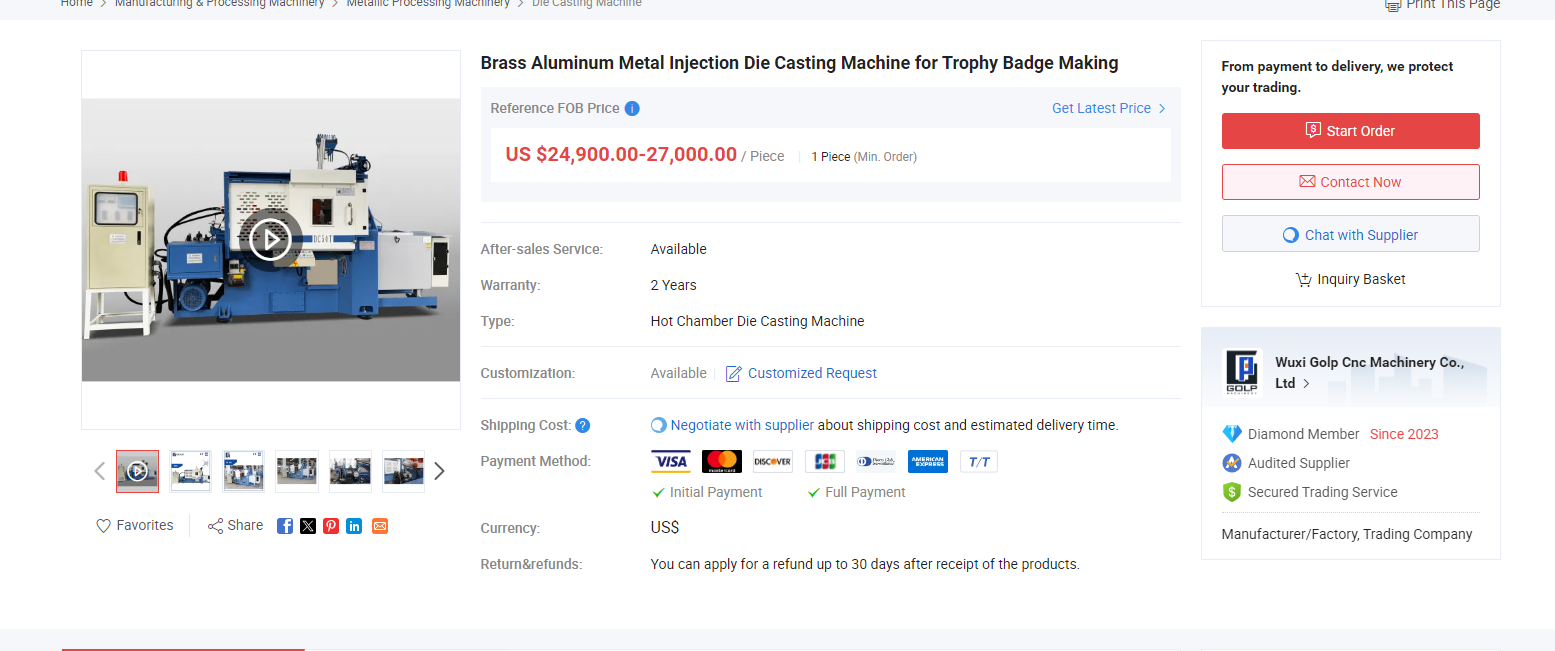 Home > Manufacturing & Processing Machinery > Metallic Processing Machinery > Die Casting Machine
Print This Page
Brass Aluminum Metal Injection Die Casting Machine for Trophy Badge Making
Reference FOB Price
Get Latest Price >
US $24,900.00-27,000.00 / Piece
1 Piece (Min. Order)
After-sales Service: Available
Warranty: 2 Years
Type: Hot Chamber Die Casting Machine
Customization: Available
Customized Request
Shipping Cost: Negotiate with supplier about shipping cost and estimated delivery time.
Payment Method: VISA mastercard DISCOVER JCB Diners Club International AMERICAN EXPRESS T/T
Initial Payment Full Payment
Currency: US$
Return&refunds: You can apply for a refund up to 30 days after receipt of the products.
DC50T
Favorites
Share
From payment to delivery, we protect
your trading.
Start Order
Contact Now
Chat with Supplier
Inquiry Basket
GOLP
Wuxi Golp Cnc Machinery Co.,
Ltd >
Diamond Member Since 2023
Audited Supplier
Secured Trading Service
Manufacturer/Factory, Trading Company